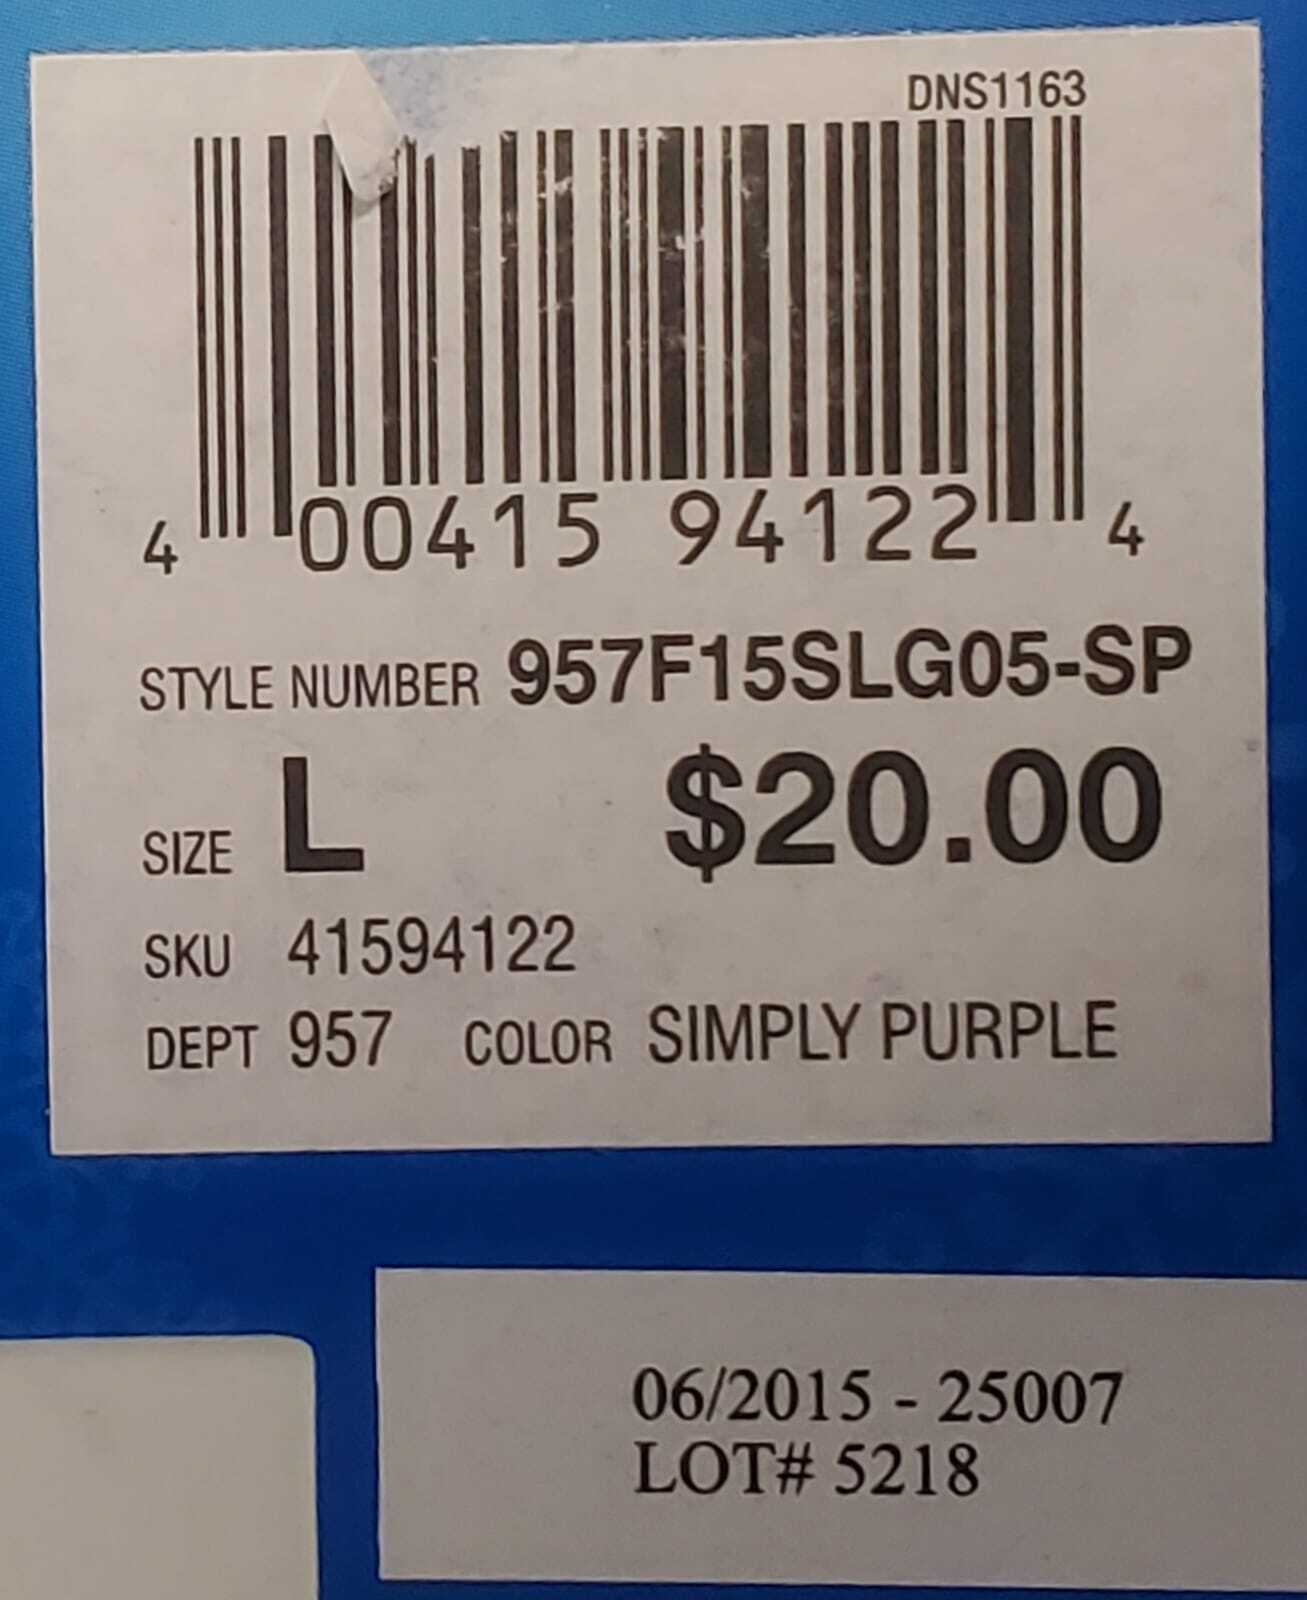 DNS1163
4 00415 94122 4
STYLE NUMBER 957F15SLG05-SP
SIZE L $20.00
SKU 41594122
DEPT 957 COLOR SIMPLY PURPLE
06/2015 - 25007
LOT# 5218